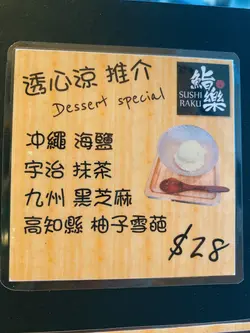 透心涼 推介
Dessert special
鮨樂
SUSHI
RAKU
沖繩 海鹽
宇治 抹茶
九州 黑芝麻
高知縣 柚子雪葩
$28